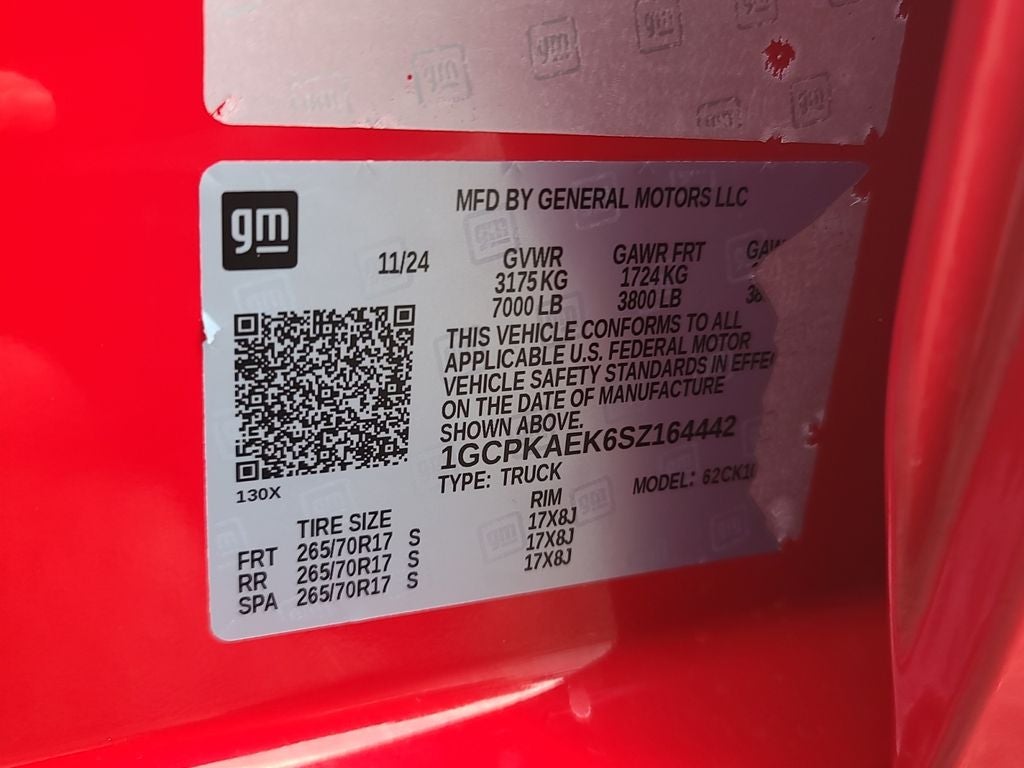 gm
MFD BY GENERAL MOTORS LLC
11/24 GVWR GAWR FRT
3175 KG 1724 KG
7000 LB 3800 LB
THIS VEHICLE CONFORMS TO ALL
APPLICABLE U.S. FEDERAL MOTOR
VEHICLE SAFETY STANDARDS IN EFFE
ON THE DATE OF MANUFACTURE
SHOWN ABOVE.
1GCPKAEK6SZ164442
TYPE: TRUCK MODEL: 62CK1
130X
TIRE SIZE RIM
FRT 265/70R17 S 17X8J
RR 265/70R17 S 17X8J
SPA 265/70R17 S 17X8J